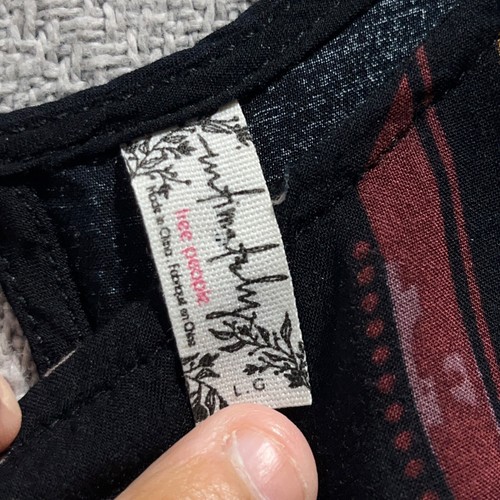 intimately
free people
Made in China Fabriqué en Chine
L G